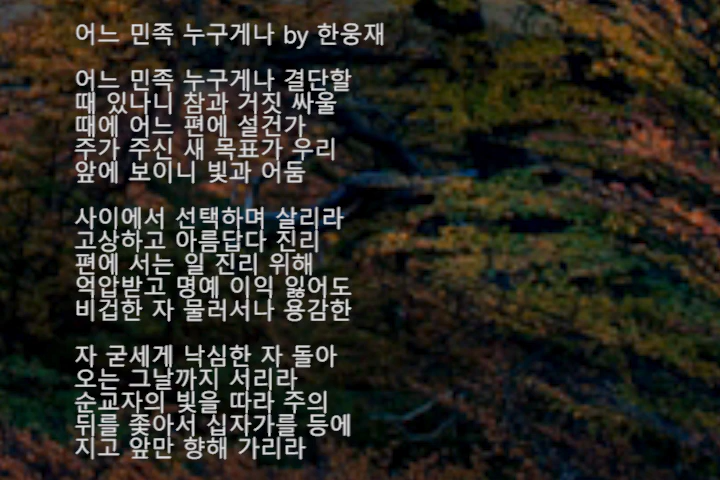 어느 민족 누구게나 by 한웅재
어느 민족 누구게나 결단할
때 있나니 참과 거짓 싸울
때에 어느 편에 설건가
주가 주신 새 목표가 우리
앞에 보이니 빛과 어둠
사이에서 선택하며 살리라
고상하고 아름답다 진리
편에 서는 일 진리 위해
억압받고 명예 이익 잃어도
비겁한 자 물러서나 용감한
자 굳세게 낙심한 자 돌아
오는 그날까지 서리라
순교자의 빛을 따라 주의
뒤를 좇아서 십자가를 등에
지고 앞만 향해 가리라